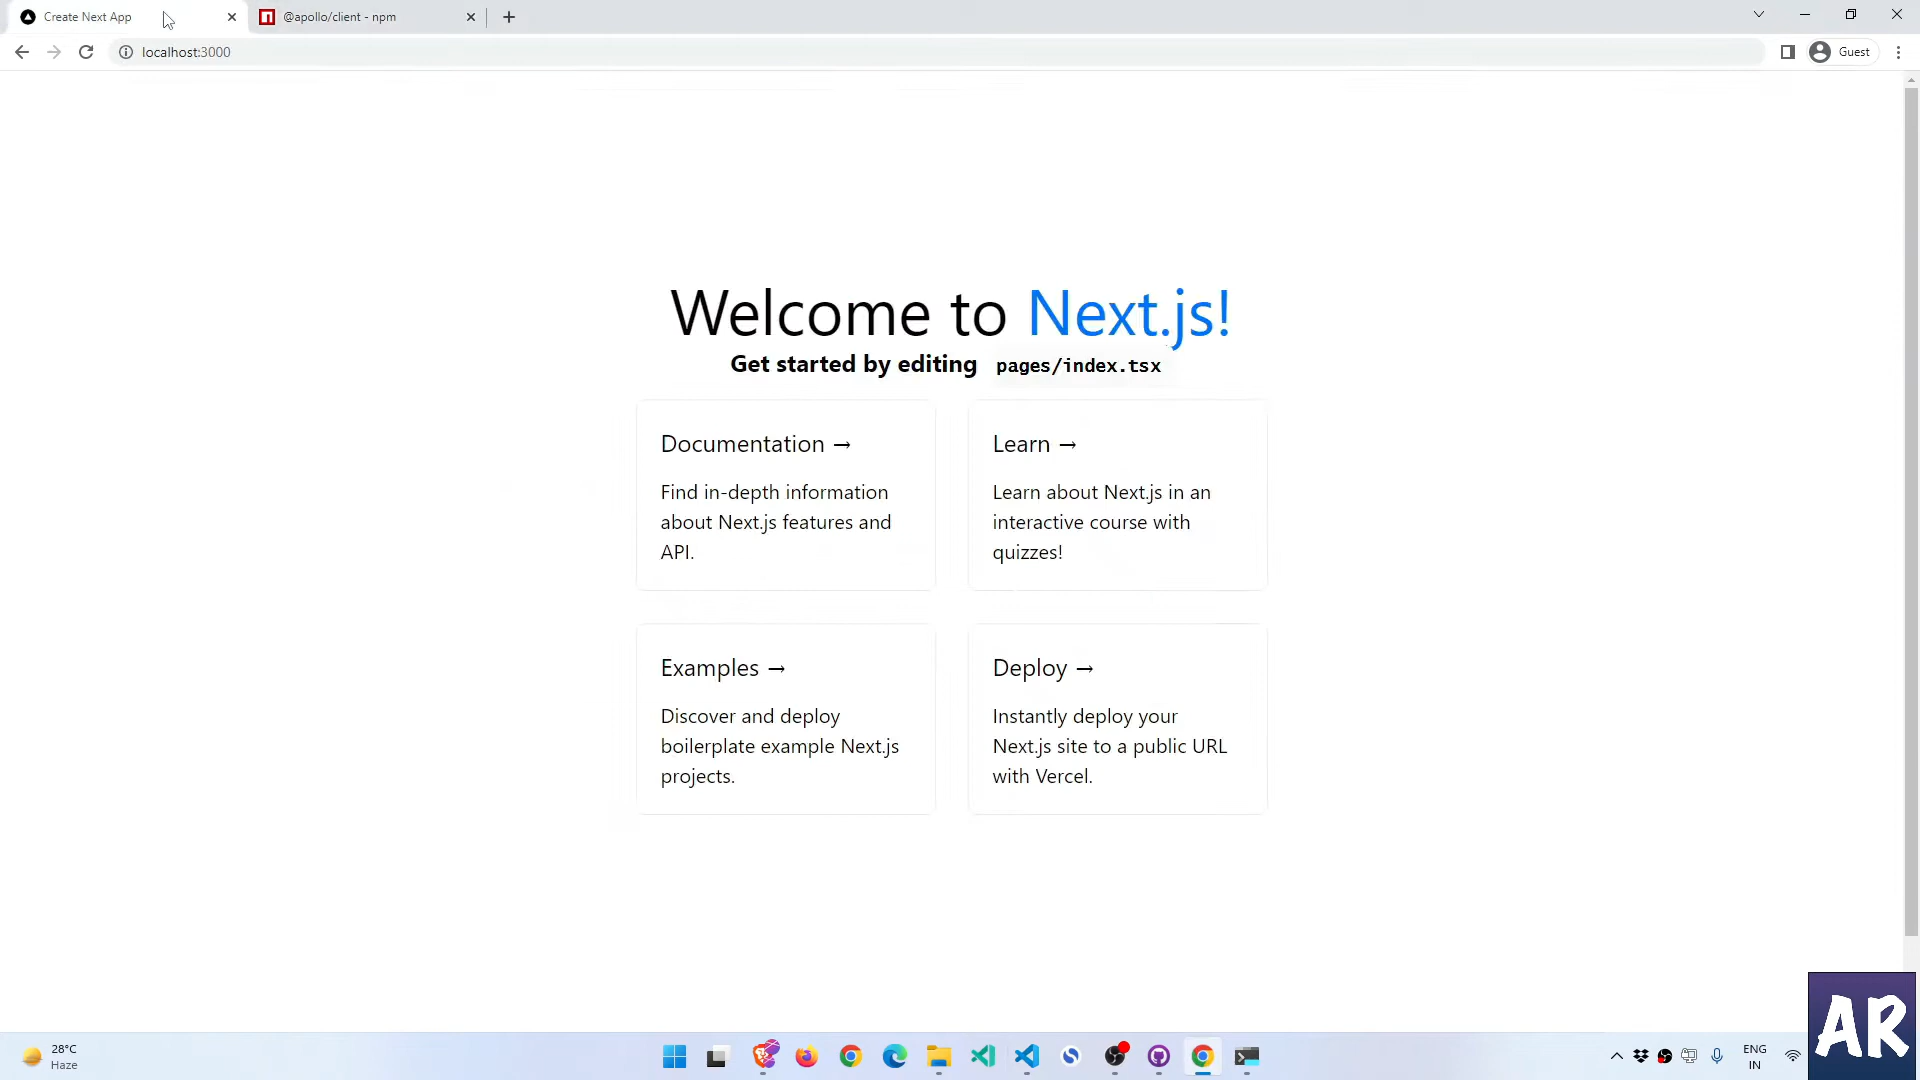 Create Next App
@apollo/client - npm
localhost:3000
Guest
Welcome to Next.js!
Get started by editing pages/index.tsx
Documentation →
Find in-depth information
about Next.js features and
API.
Learn →
Learn about Next.js in an
interactive course with
quizzes!
Examples →
Discover and deploy
boilerplate example Next.js
projects.
Deploy →
Instantly deploy your
Next.js site to a public URL
with Vercel.
28°C
Haze
ENG
IN
AR